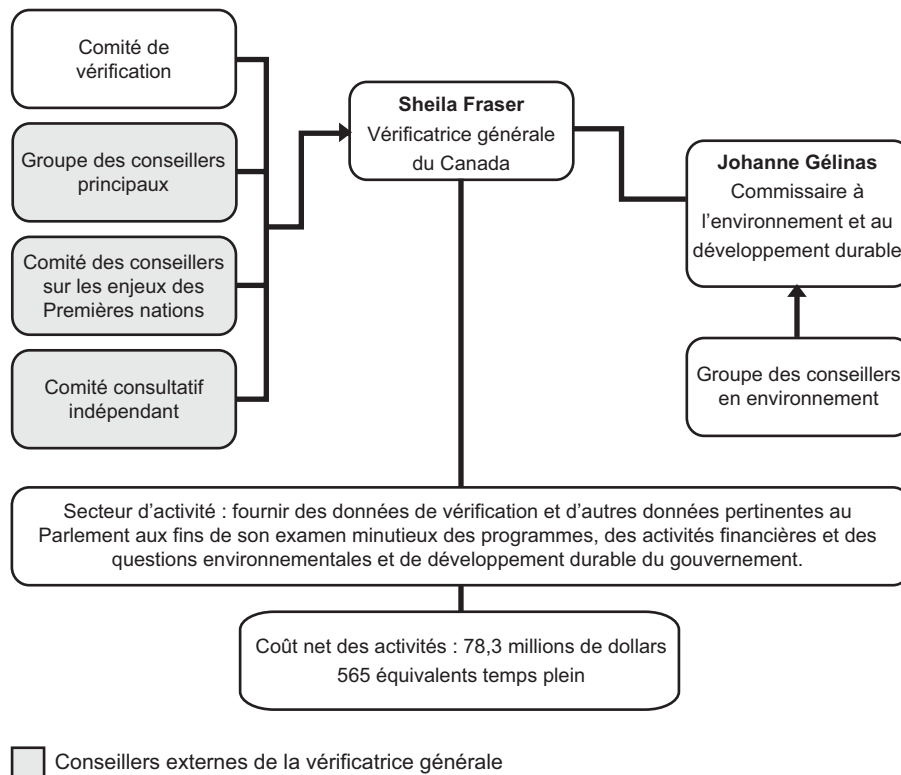 Comité de
vérification
Groupe des conseillers
principaux
Comité des conseillers
sur les enjeux des
Premières nations
Comité consultatif
indépendant
Sheila Fraser
Vérificatrice générale
du Canada
Johanne Gélinas
Commissaire à
l’environnement et au
développement durable
Groupe des conseillers
en environnement
Secteur d’activité : fournir des données de vérification et d’autres données pertinentes au
Parlement aux fins de son examen minutieux des programmes, des activités financières et des
questions environnementales et de développement durable du gouvernement.
Coût net des activités : 78,3 millions de dollars
565 équivalents temps plein
Conseillers externes de la vérificatrice générale